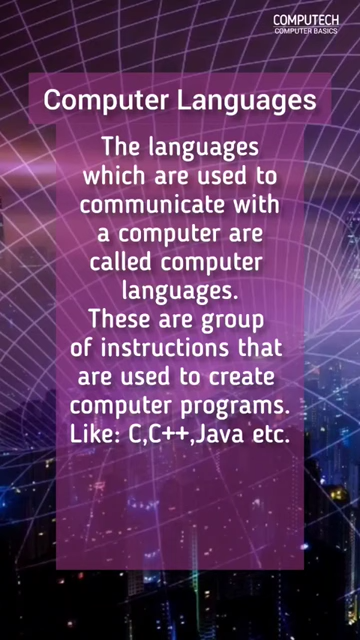 COMPUTECH
COMPUTER BASICS
Computer Languages
The languages
which are used to
communicate with
a computer are
called computer
languages.
These are group
of instructions that
are used to create
computer programs.
Like: C,C++,Java etc.